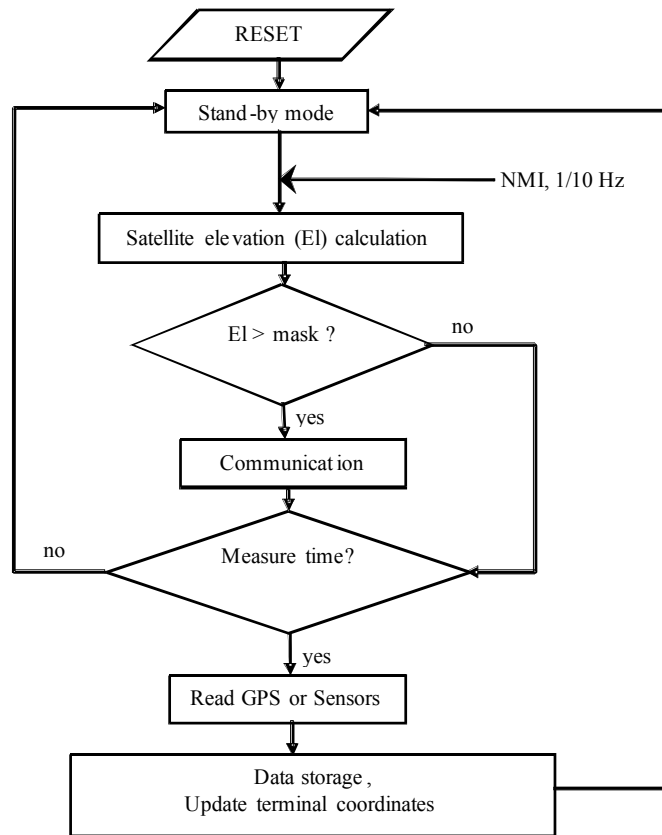 RESET
Stand-by mode
NMI, 1/10 Hz
Satellite elevation (El) calculation
El > mask ?
no
yes
Communication
Measure time?
no
yes
Read GPS or Sensors
Data storage,
Update terminal coordinates